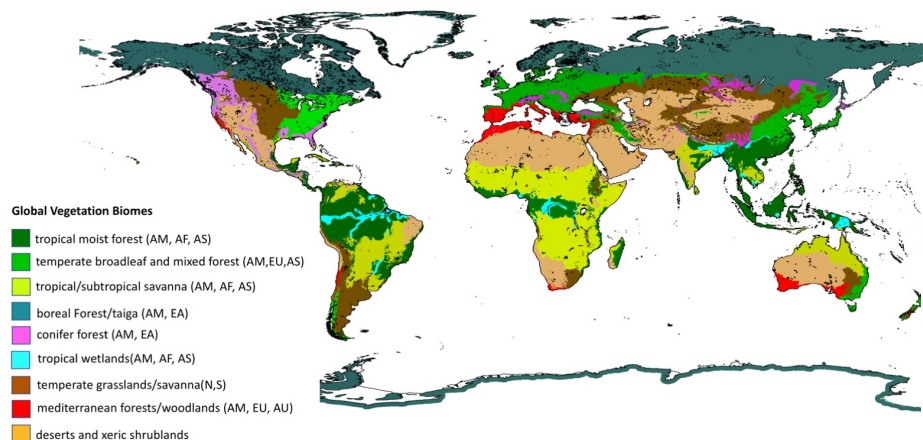 Global Vegetation Biomes
tropical moist forest (AM, AF, AS)
temperate broadleaf and mixed forest (AM,EU,AS)
tropical/subtropical savanna (AM, AF, AS)
boreal Forest/taiga (AM, EA)
conifer forest (AM, EA)
tropical wetlands(AM, AF, AS)
temperate grasslands/savanna(N,S)
mediterranean forests/woodlands (AM, EU, AU)
deserts and xeric shrublands